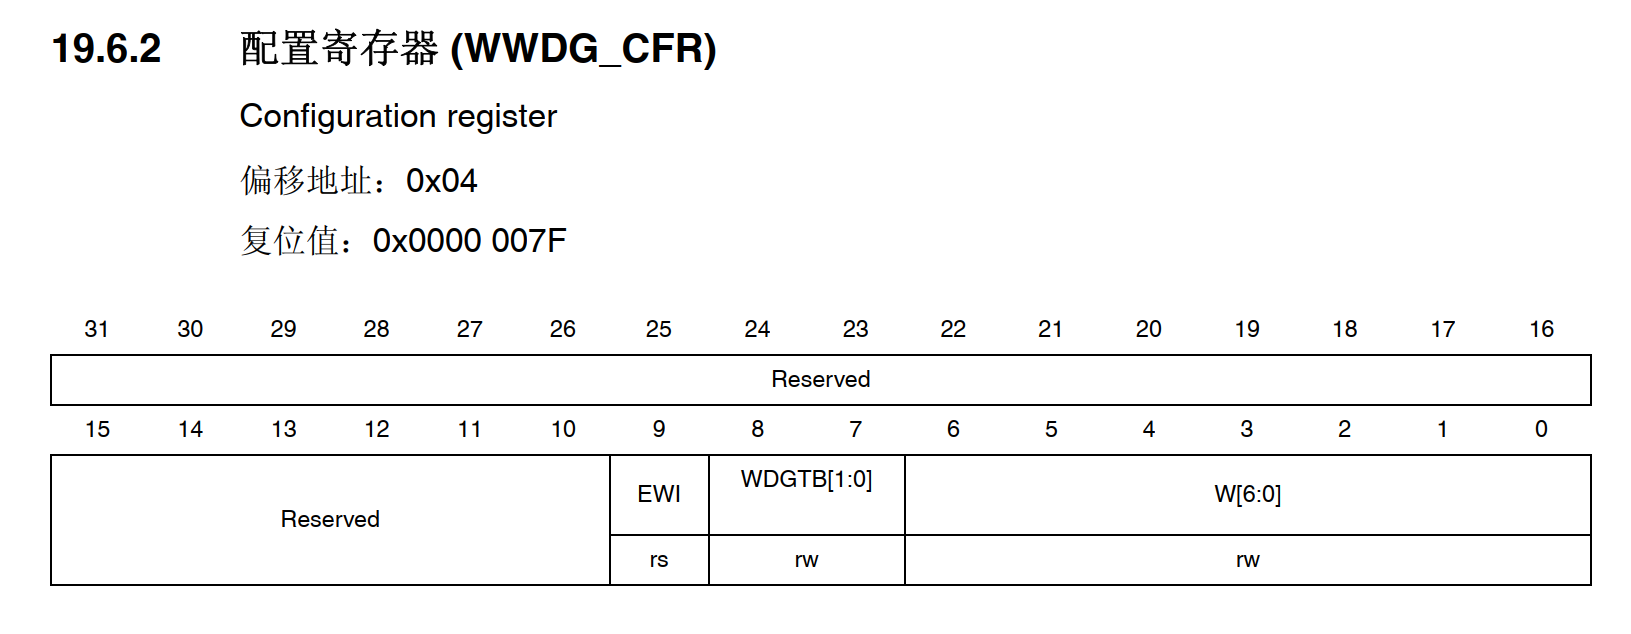 19.6.2 配置寄存器 (WWDG_CFR)
Configuration register
偏移地址：0x04
复位值：0x0000 007F
31 30 29 28 27 26 25 24 23 22 21 20 19 18 17 16
Reserved
15 14 13 12 11 10 9 8 7 6 5 4 3 2 1 0
Reserved EWI WDGTB[1:0] W[6:0]
rs rw rw